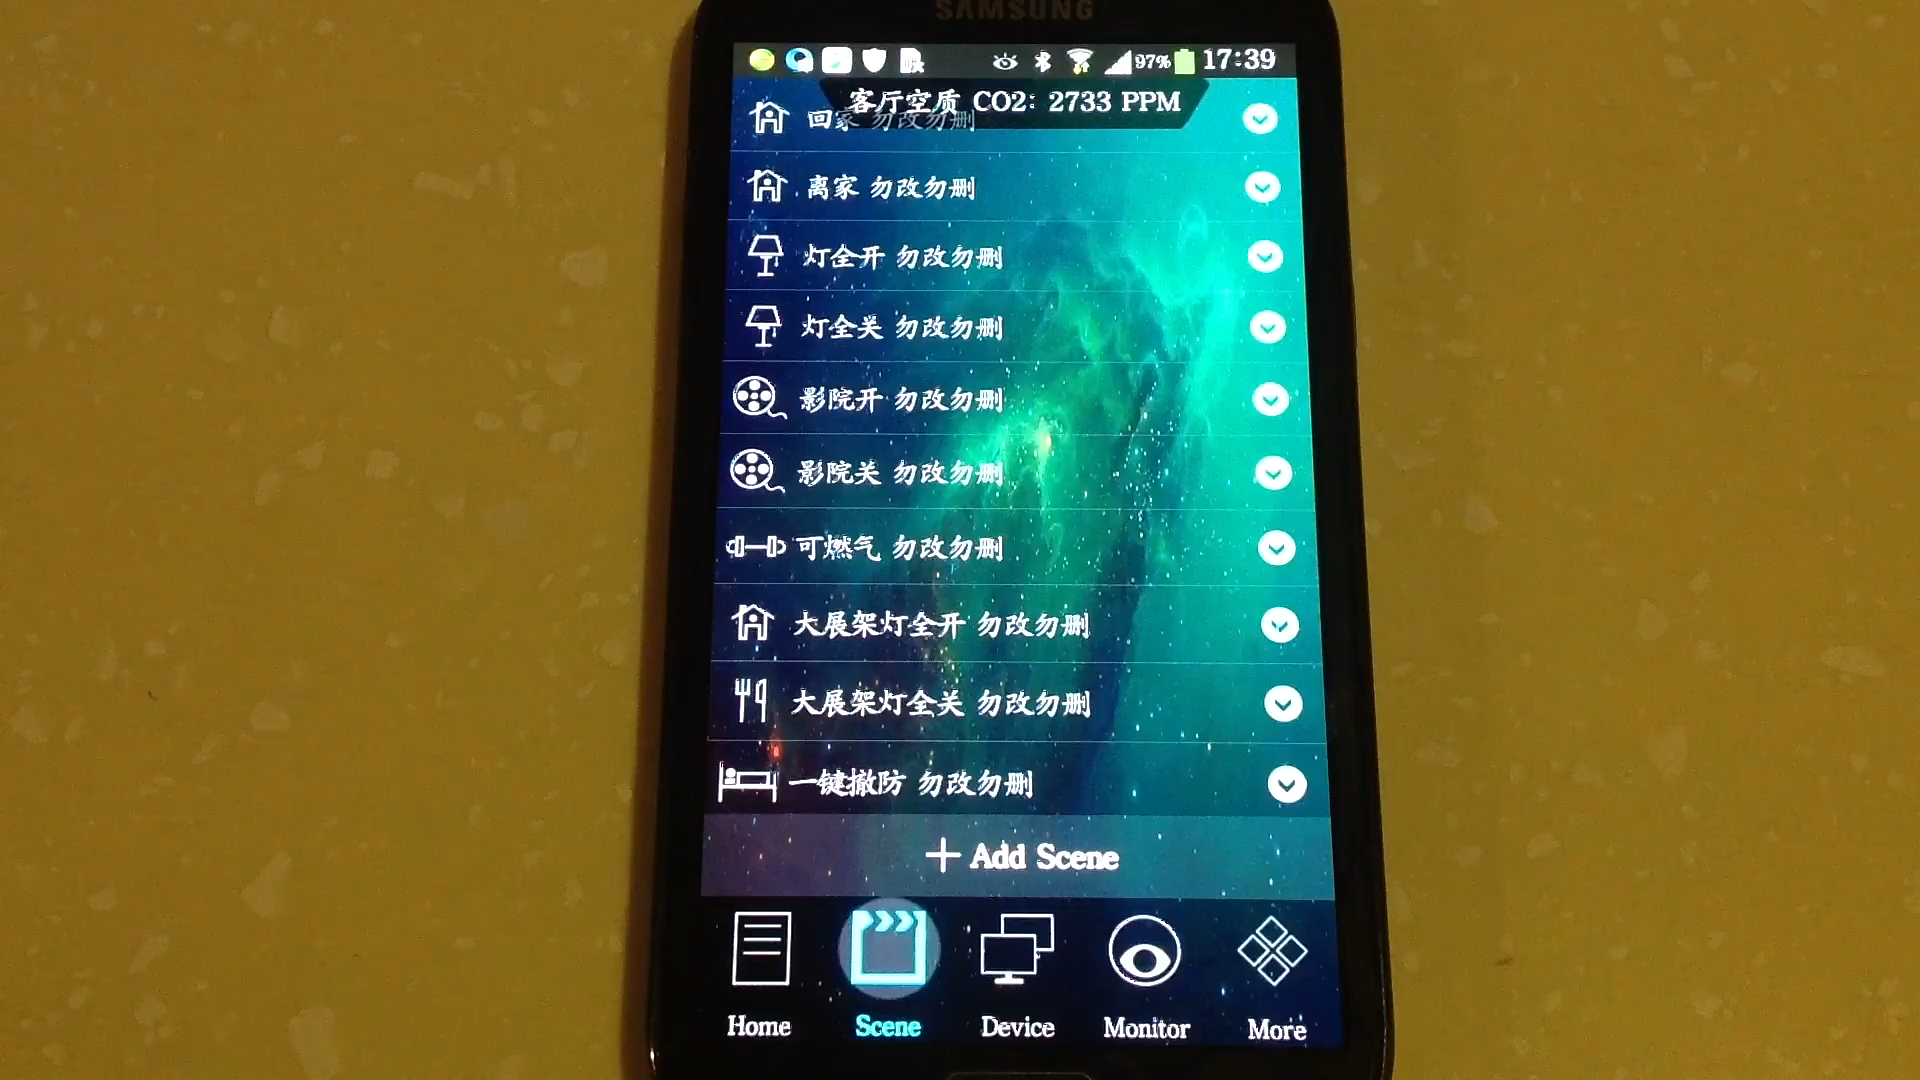 SAMSUNG
97% 17:39
客厅空质 CO2: 2733 PPM
回家 勿改勿删
离家 勿改勿删
灯全开 勿改勿删
灯全关 勿改勿删
影院开 勿改勿删
影院关 勿改勿删
可燃气 勿改勿删
大展架灯全开 勿改勿删
大展架灯全关 勿改勿删
一键撤防 勿改勿删
+ Add Scene
Home Scene Device Monitor More